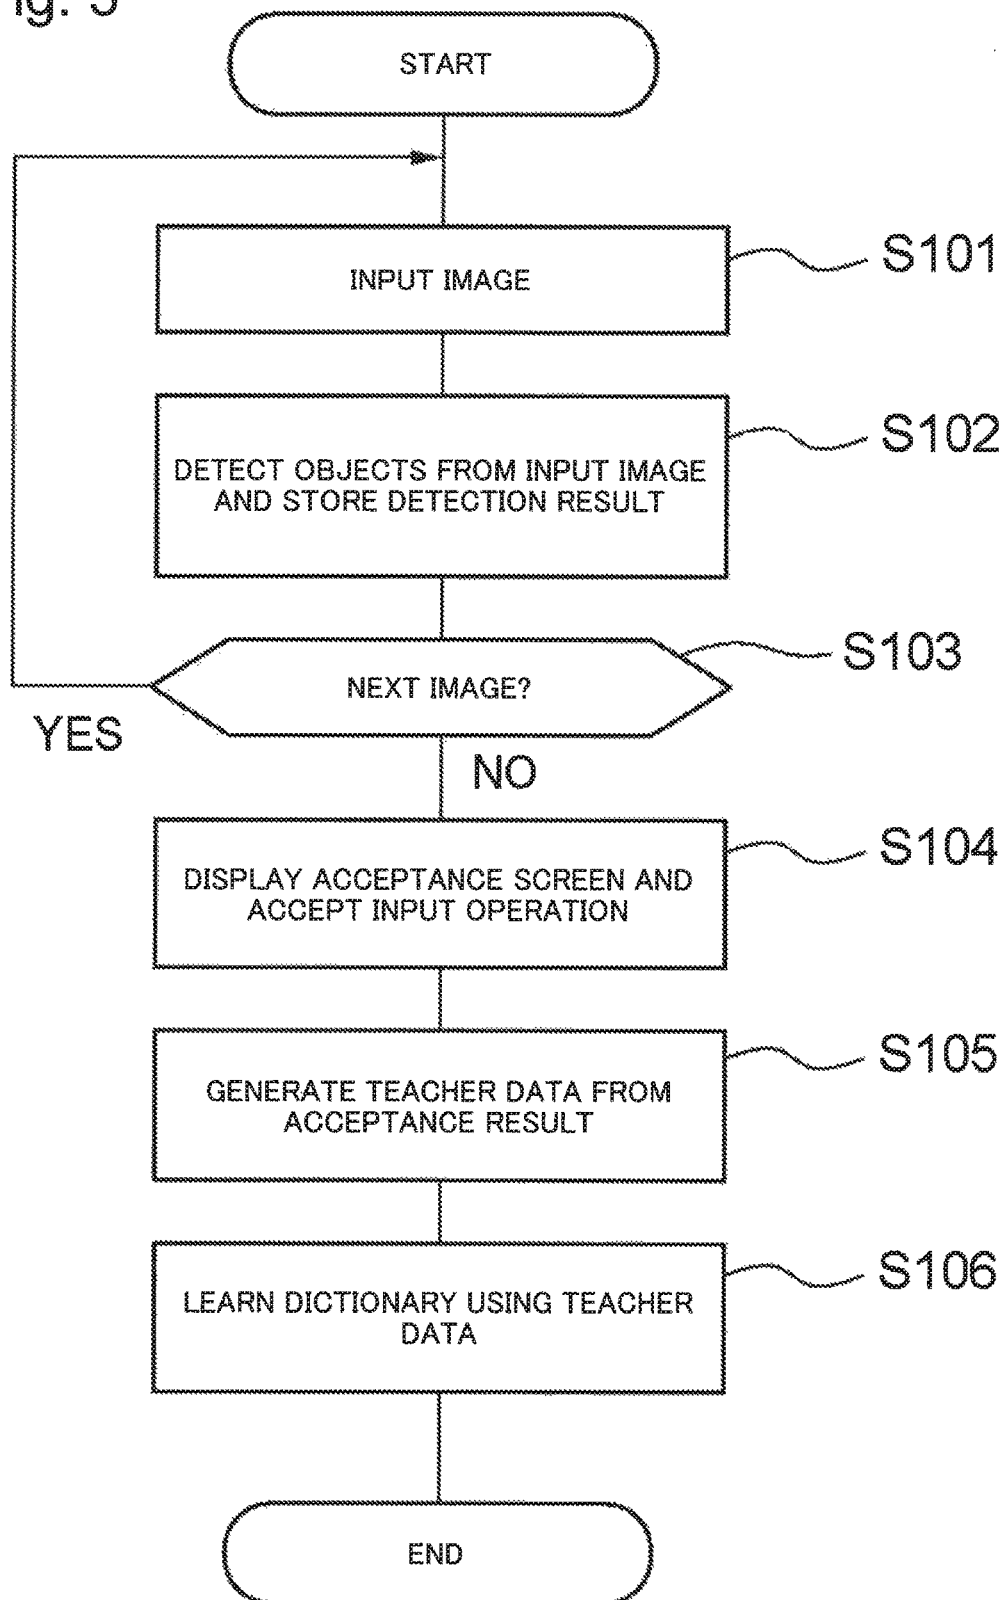 START
INPUT IMAGE
S101
DETECT OBJECTS FROM INPUT IMAGE
AND STORE DETECTION RESULT
S102
NEXT IMAGE?
S103
YES
NO
DISPLAY ACCEPTANCE SCREEN AND
ACCEPT INPUT OPERATION
S104
GENERATE TEACHER DATA FROM
ACCEPTANCE RESULT
S105
LEARN DICTIONARY USING TEACHER
DATA
S106
END